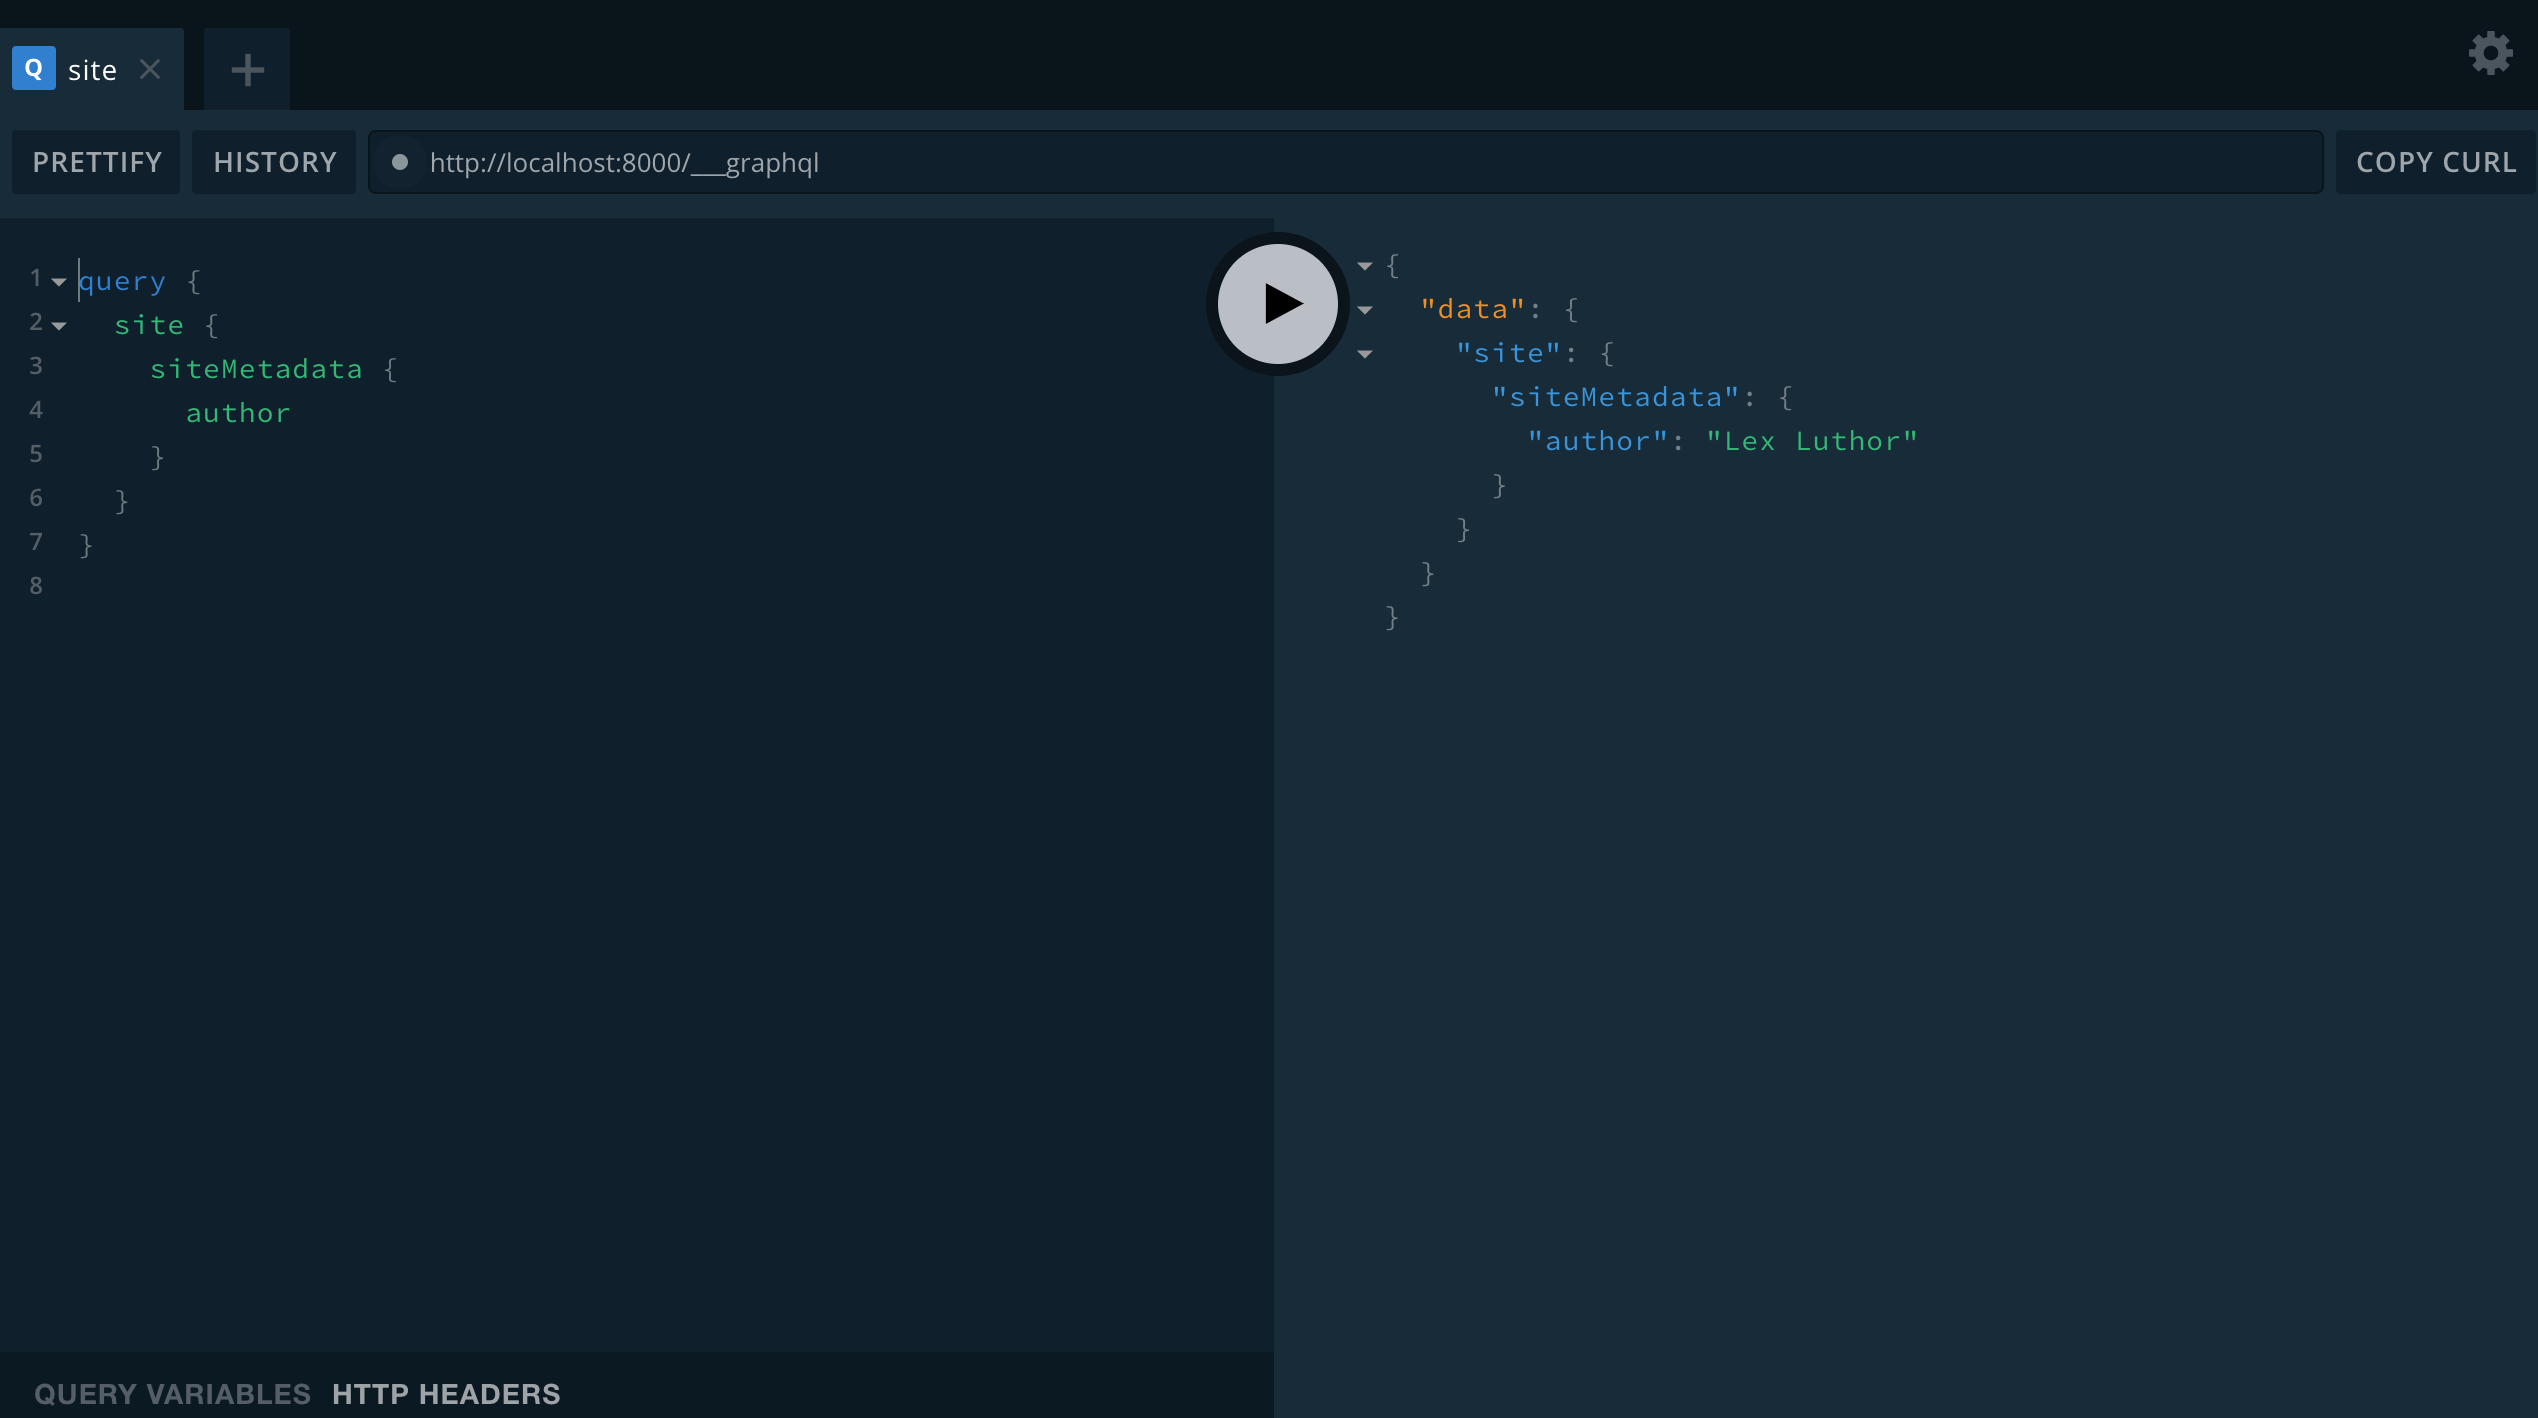 Q site
PRETTIFY HISTORY http://localhost:8000/___graphql COPY CURL
1 query {
2 site {
3 siteMetadata {
4 author
5 }
6 }
7 }
8
{
"data": {
"site": {
"siteMetadata": {
"author": "Lex Luthor"
}
}
}
}
QUERY VARIABLES HTTP HEADERS